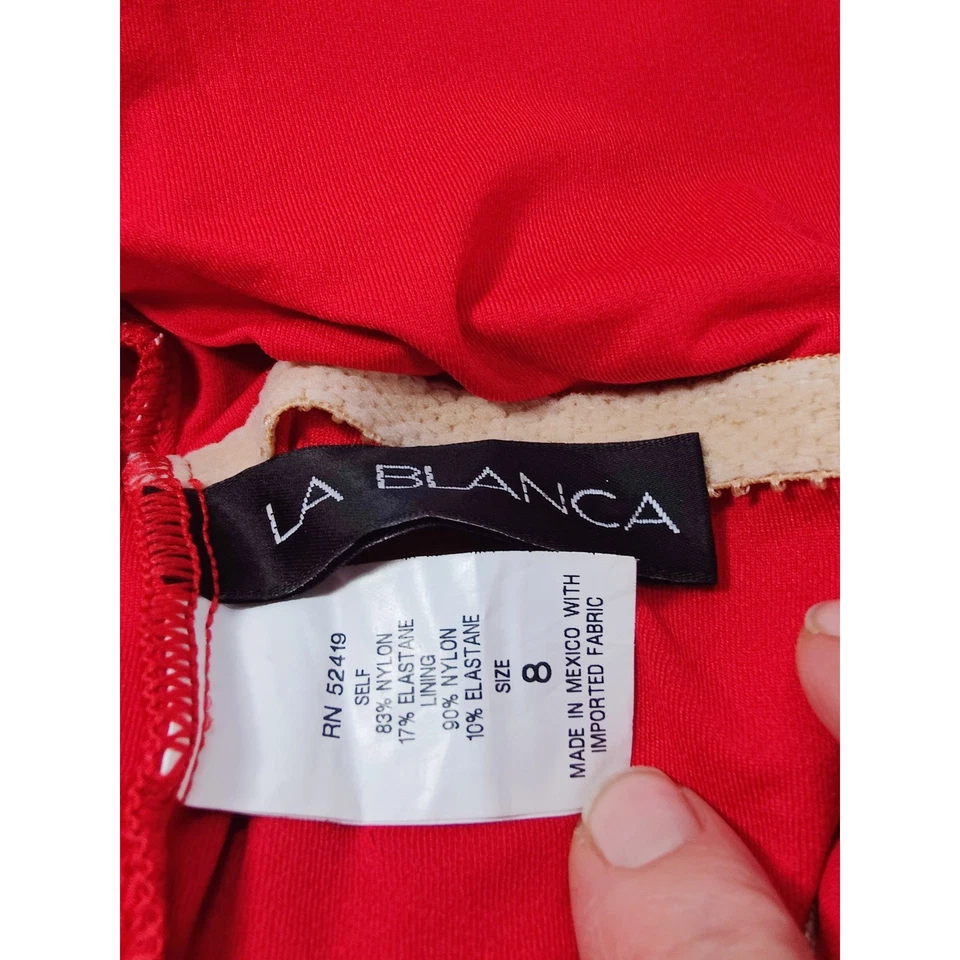 LA BLANCA
RN 52419
SELF
83% NYLON
17% ELASTANE
LINING
90% NYLON
10% ELASTANE
SIZE
8
MADE IN MEXICO WITH
IMPORTED FABRIC